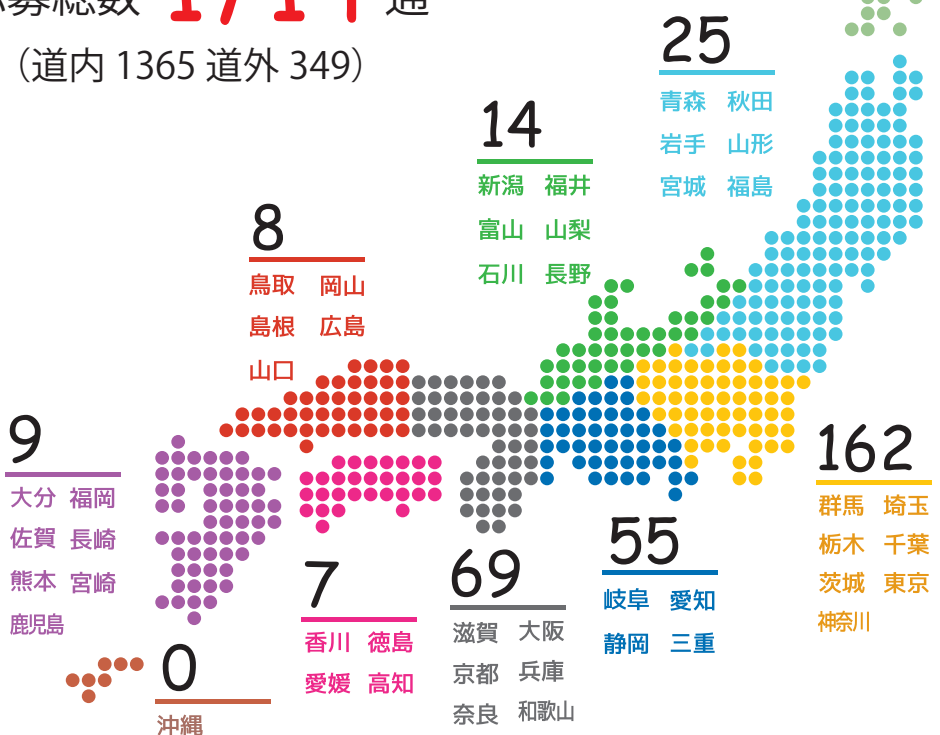 募総数 1714 通
（道内 1365 道外 349）
25
青森 秋田
岩手 山形
宮城 福島
14
新潟 福井
富山 山梨
石川 長野
8
鳥取 岡山
島根 広島
山口
9
大分 福岡
佐賀 長崎
熊本 宮崎
鹿児島
162
群馬 埼玉
栃木 千葉
茨城 東京
神奈川
55
岐阜 愛知
静岡 三重
69
滋賀 大阪
京都 兵庫
奈良 和歌山
7
香川 徳島
愛媛 高知
0
沖縄